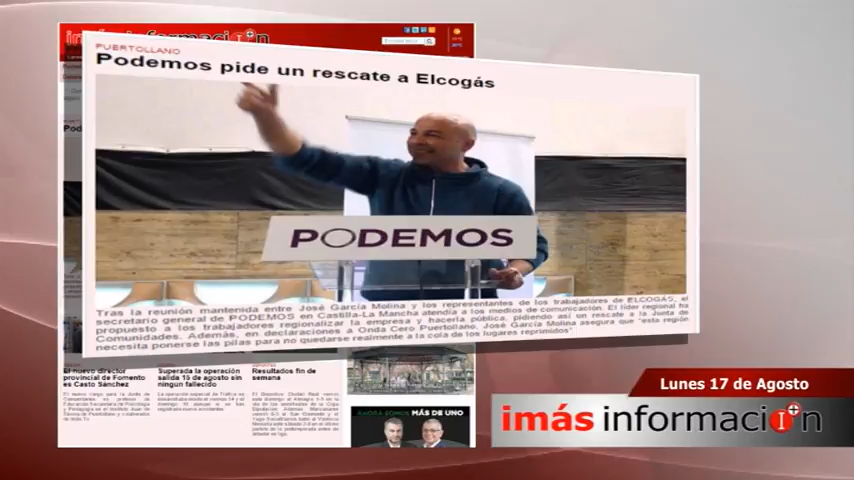 imás información
PUERTOLLANO
Podemos pide un rescate a Elcogás
PODEMOS
Tras la reunión mantenida entre José García Molina y los representantes de los trabajadores de ELCOGÁS, el
secretario general de PODEMOS en Castilla-La Mancha atendía a los medios de comunicación. El líder regional ha
propuesto a los trabajadores regionalizar la empresa y hacerla pública, pidiendo así un rescate a la Junta de
Comunidades. Además, en declaraciones a Onda Cero Puertollano, José García Molina asegura que "esta región
necesita ponerse las pilas para no quedarse realmente a la cola de los lugares reprimidos"
El nuevo director
provincial de Fomento
es Casto Sánchez
Superada la operación
salida 15 de agosto sin
ningun fallecido
Resultados fin de
semana
AHORA SOMOS MÁS DE UNO
Lunes 17 de Agosto
imás información